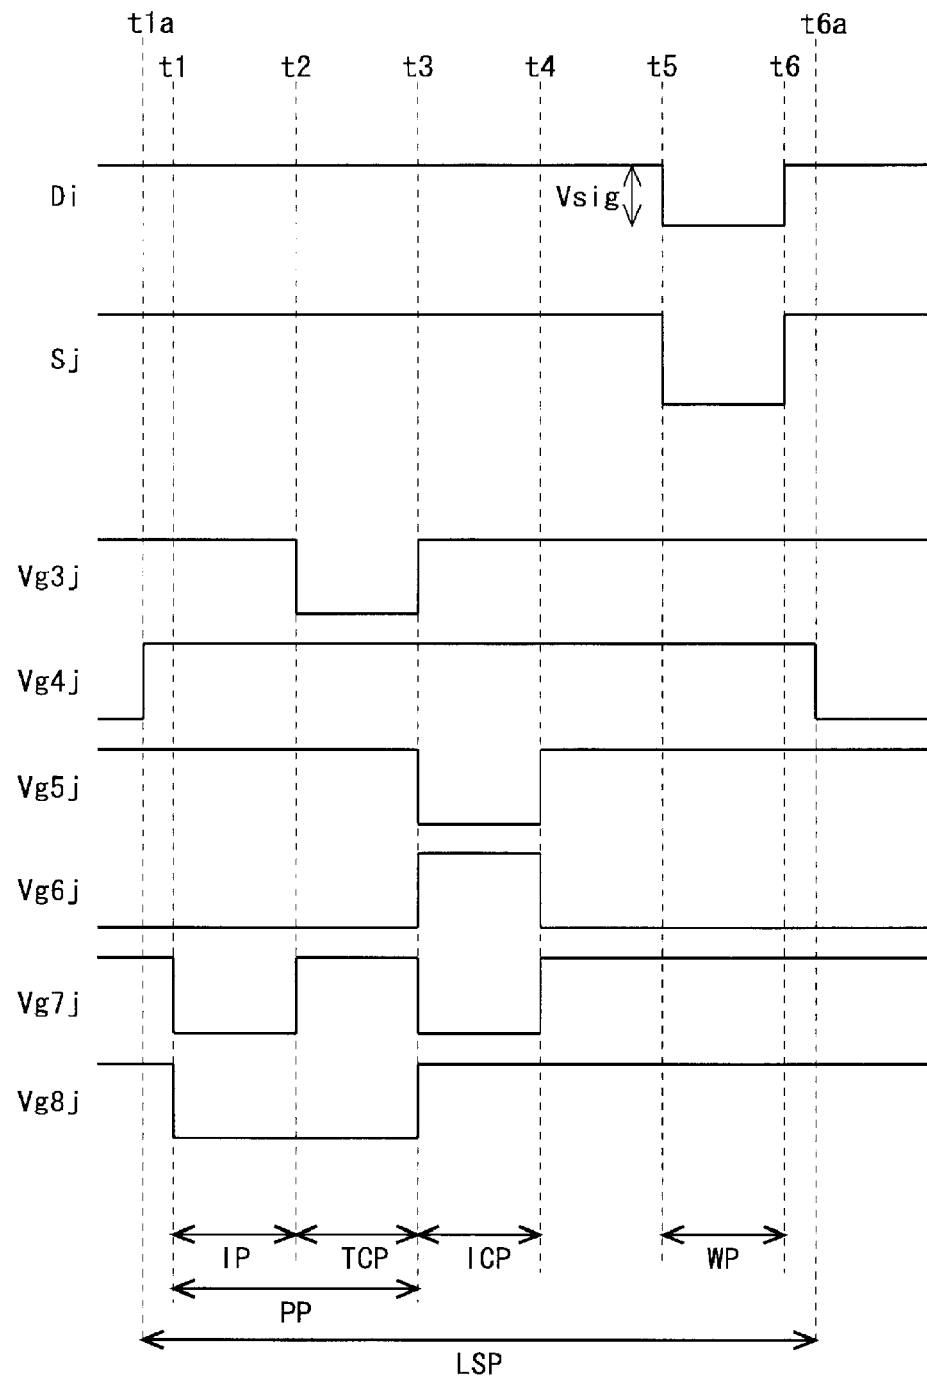 t1a t6a
t1 t2 t3 t4 t5 t6
Di
Vsig
Sj
Vg3j
Vg4j
Vg5j
Vg6j
Vg7j
Vg8j
IP TCP ICP WP
PP
LSP